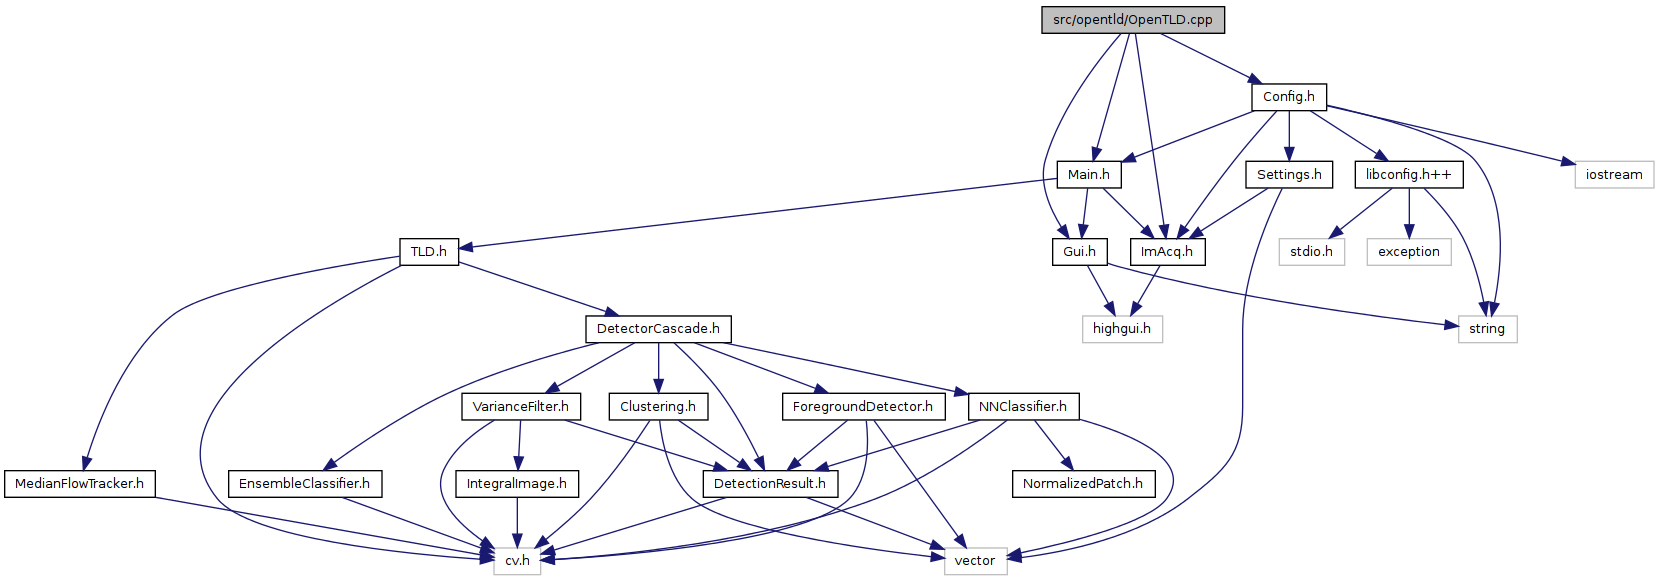 src/opentld/OpenTLD.cpp
Config.h
Main.h
Settings.h
libconfig.h++
iostream
TLD.h
Gui.h
ImAcq.h
stdio.h
exception
DetectorCascade.h
highgui.h
string
VarianceFilter.h
Clustering.h
ForegroundDetector.h
NNClassifier.h
MedianFlowTracker.h
EnsembleClassifier.h
IntegralImage.h
DetectionResult.h
NormalizedPatch.h
cv.h
vector